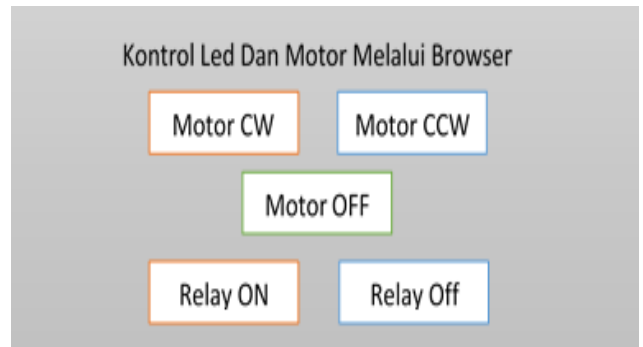 Kontrol Led Dan Motor Melalui Browser
Motor CW Motor CCW
Motor OFF
Relay ON Relay Off